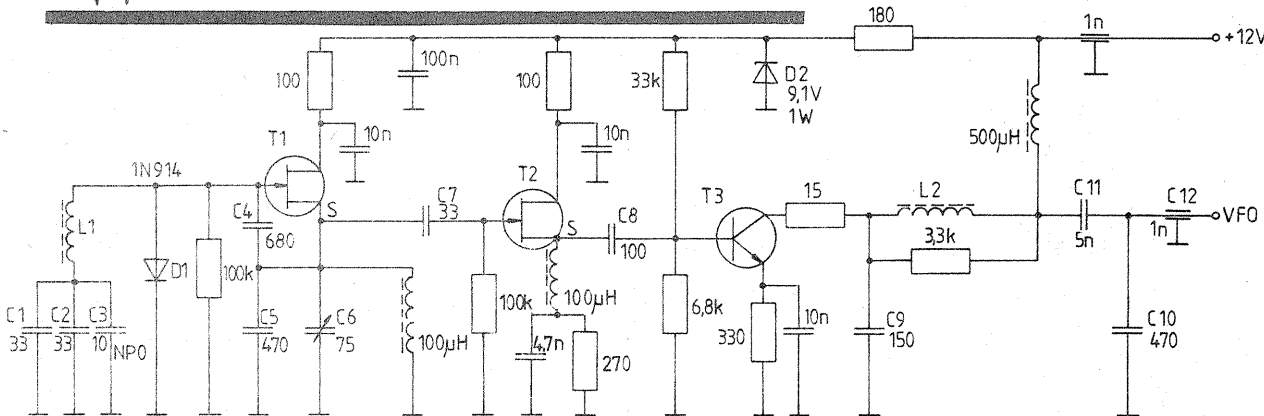 180
1n
+12V
100
100n
100
33k
D2
9,1V
1W
500µH
10n
10n
T1
1N914
T2
T3
15
L2
C11
5n
C12
1n
VFO
S
C7
33
S
C8
100
L1
C4
680
3,3k
D1
100k
100k
100µH
6,8k
C1
33
C2
33
C3
10
NP0
C5
470
C6
75
100µH
4,7n
270
330
10n
C9
150
C10
470